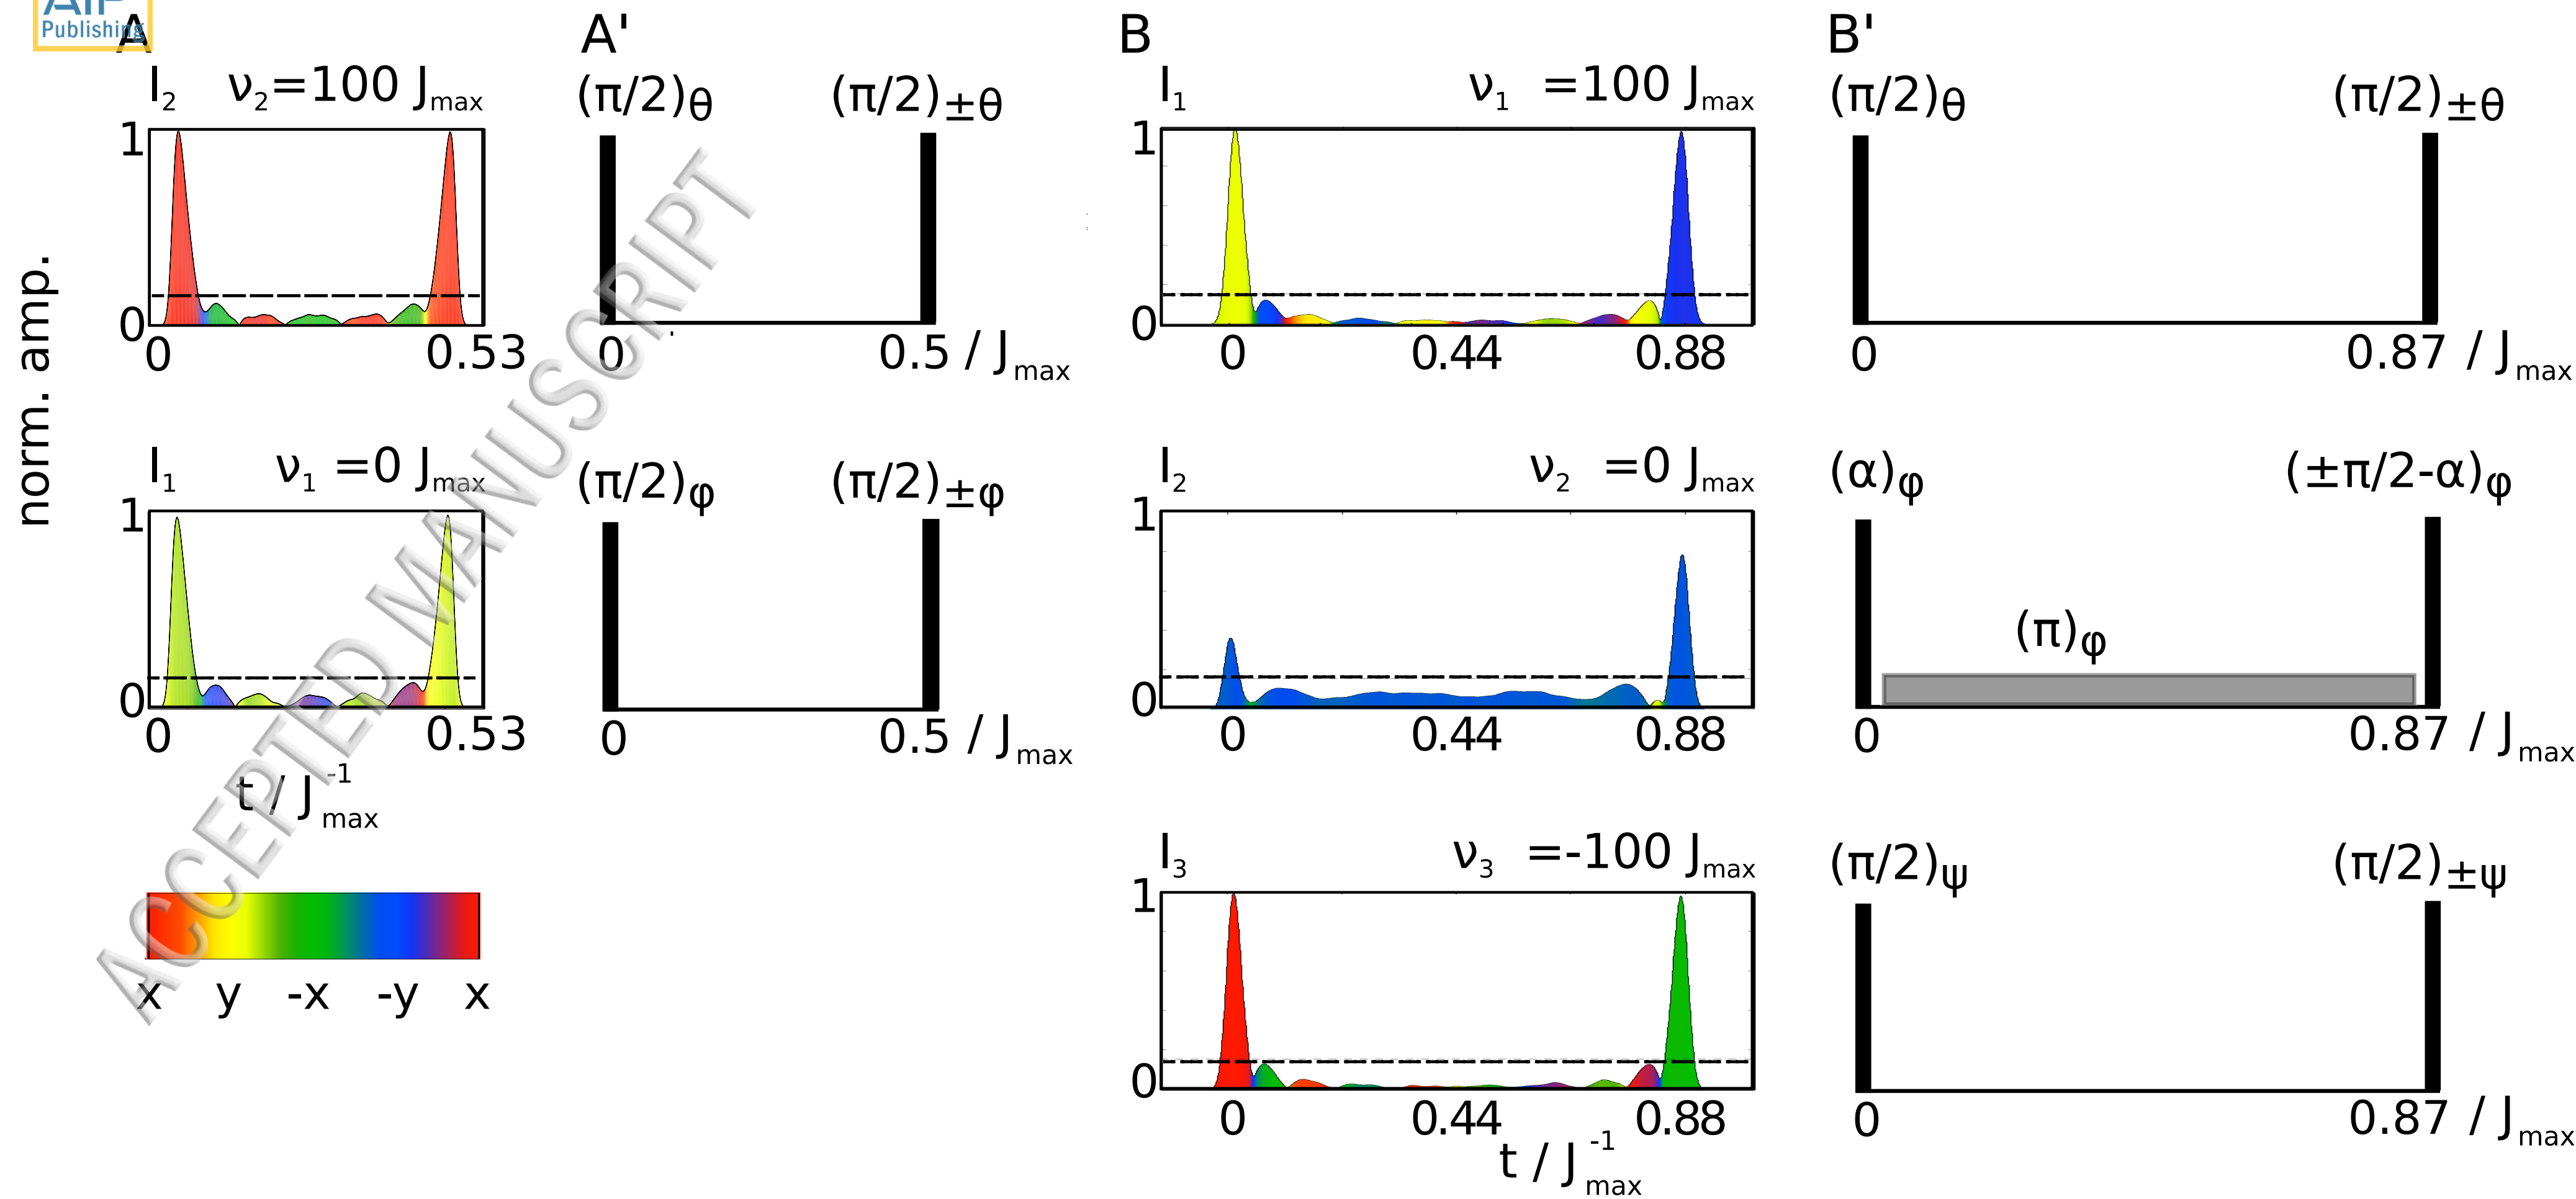 AIP
Publishing
A
A'
B
B'
I₂ ν₂=100 Jmax
(π/2)θ (π/2)±θ
I₁ ν₁ =100 Jmax
(π/2)θ (π/2)±θ
1
0
0 0.53
0 0.5 / Jmax
1
0
0 0.44 0.88
0 0.87 / Jmax
norm. amp.
I₁ ν₁ =0 Jmax
(π/2)φ (π/2)±φ
I₂ ν₂ =0 Jmax
(α)φ (±π/2-α)φ
(π)φ
1
0
0 0.53
0 0.5 / Jmax
1
0
0 0.44 0.88
0 0.87 / Jmax
t / J⁻¹max
I₃ ν₃ =-100 Jmax
(π/2)ψ (π/2)±ψ
1
0
0 0.44 0.88
0 0.87 / Jmax
t / J⁻¹max
x y -x -y x
ACCEPTED MANUSCRIPT